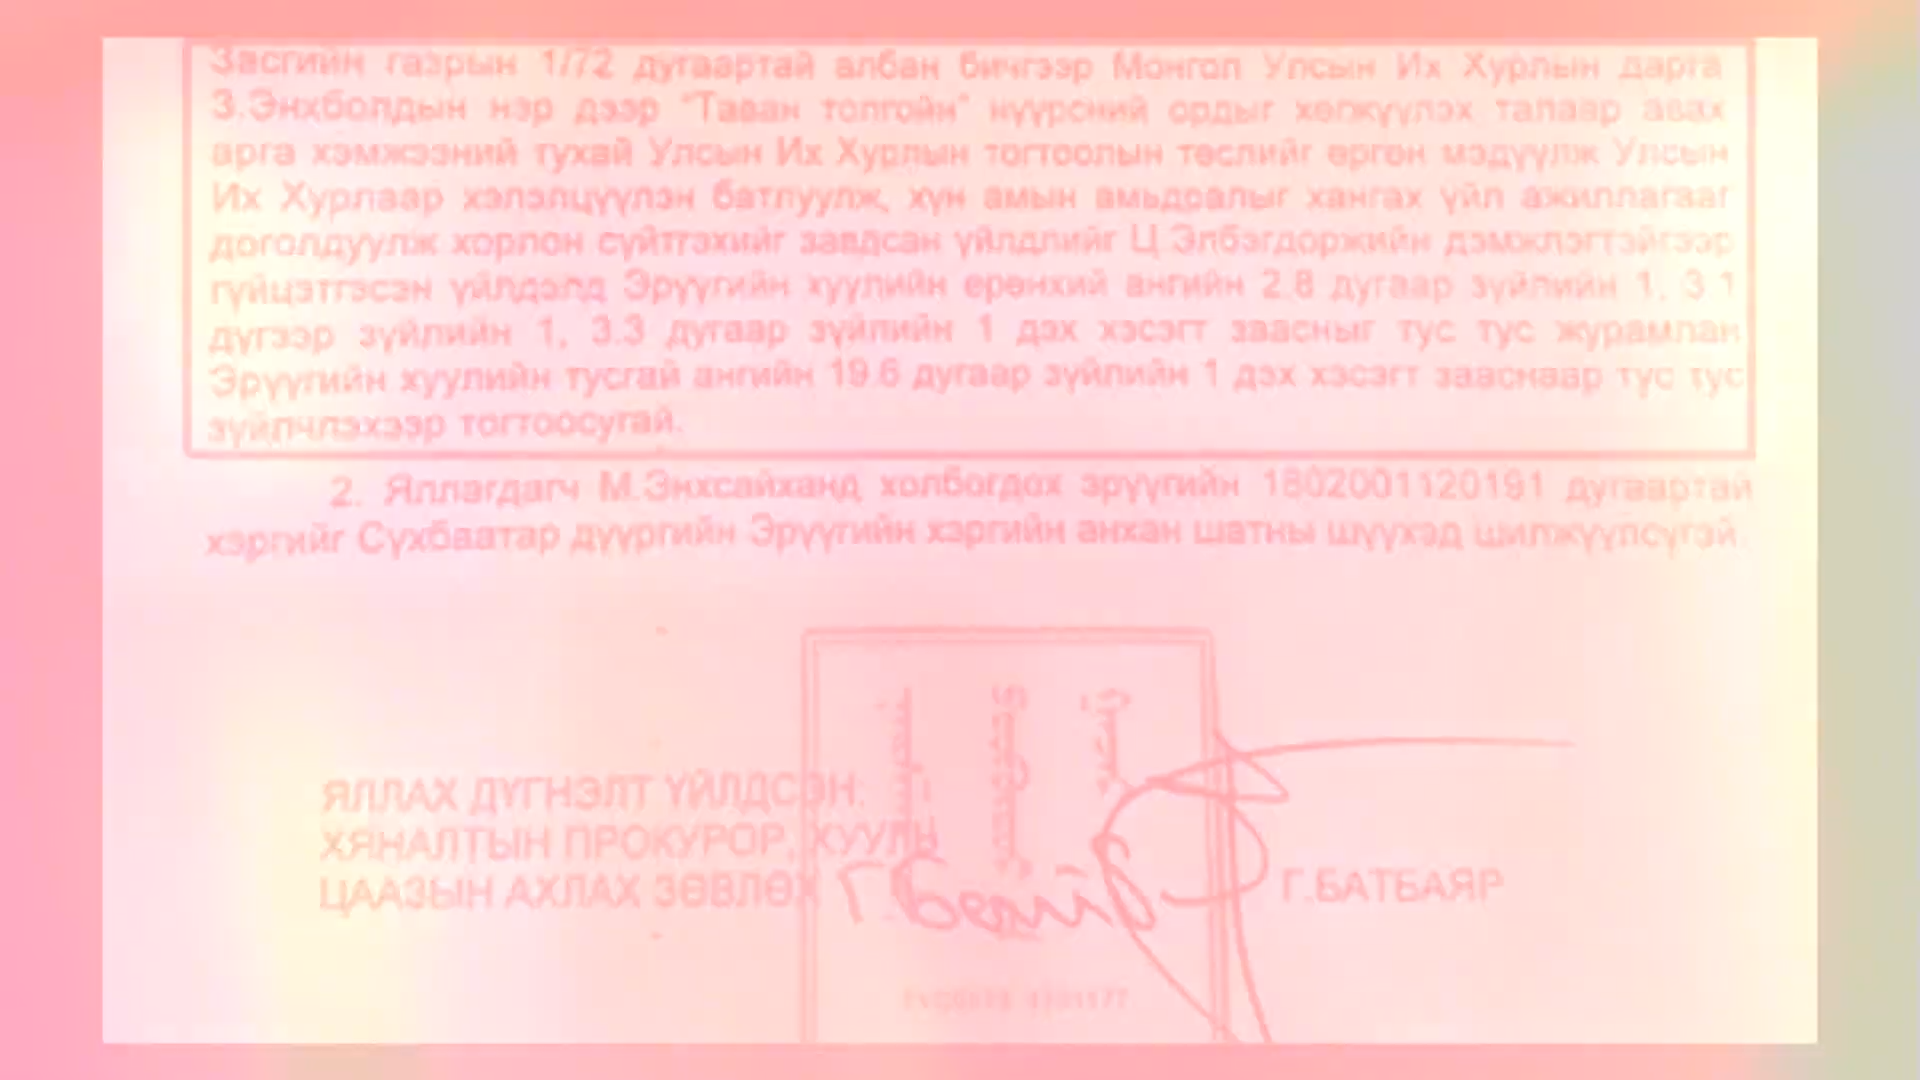 Засгийн газрын 1/72 дугаартай албан бичгээр Монгол Улсын Их Хурлын дарга
З.Энхболдын нэр дээр "Таван толгойн" нүүрсний ордыг хөгжүүлэх талаар авах
арга хэмжээний тухай Улсын Их Хурлын тогтоолын төслийг өргөн мэдүүлж Улсын
Их Хурлаар хэлэлцүүлэн батлуулж, хүн амын амьдралыг хангах үйл ажиллагааг
доголдуулж хорлон сүйтгэхийг завдсан үйлдлийг Ц.Элбэгдоржийн дэмжлэгтэйгээр
гүйцэтгэсэн үйлдэлд Эрүүгийн хуулийн ерөнхий ангийн 2.8 дугаар зүйлийн 1, 3.1
дүгээр зүйлийн 1, 3.3 дугаар зүйлийн 1 дэх хэсэгт заасныг тус тус журамлан
Эрүүгийн хуулийн тусгай ангийн 19.6 дугаар зүйлийн 1 дэх хэсэгт зааснаар тус тус
зүйлчлэхээр тогтоосугай.
2. Яллагдагч М.Энхсайханд холбогдох эрүүгийн 1802001120191 дугаартай
хэргийг Сүхбаатар дүүргийн Эрүүгийн хэргийн анхан шатны шүүхэд шилжүүлсүгэй.
ЯЛЛАХ ДҮГНЭЛТ ҮЙЛДСЭН:
ХЯНАЛТЫН ПРОКУРОР, ХУУЛЬ
ЦААЗЫН АХЛАХ ЗӨВЛӨХ Г.БАТБАЯР